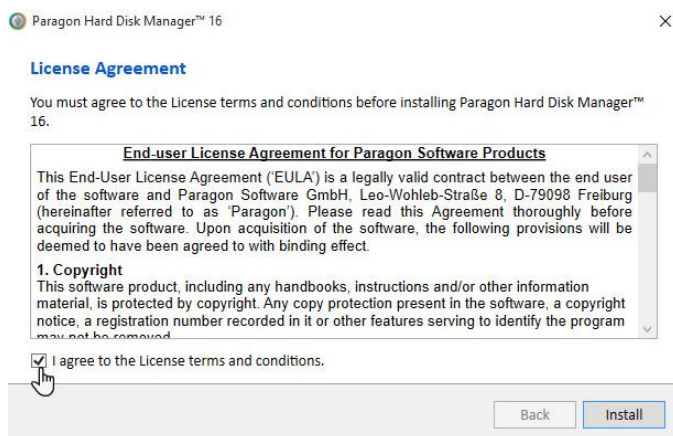 Paragon Hard Disk Manager™ 16
License Agreement
You must agree to the License terms and conditions before installing Paragon Hard Disk Manager™
16.
End-user License Agreement for Paragon Software Products
This End-User License Agreement ('EULA') is a legally valid contract between the end user
of the software and Paragon Software GmbH, Leo-Wohleb-Straße 8, D-79098 Freiburg
(hereinafter referred to as 'Paragon'). Please read this Agreement thoroughly before
acquiring the software. Upon acquisition of the software, the following provisions will be
deemed to have been agreed to with binding effect.
1. Copyright
This software product, including any handbooks, instructions and/or other information
material, is protected by copyright. Any copy protection present in the software, a copyright
notice, a registration number recorded in it or other features serving to identify the program
may not be removed
I agree to the License terms and conditions.
Back
Install